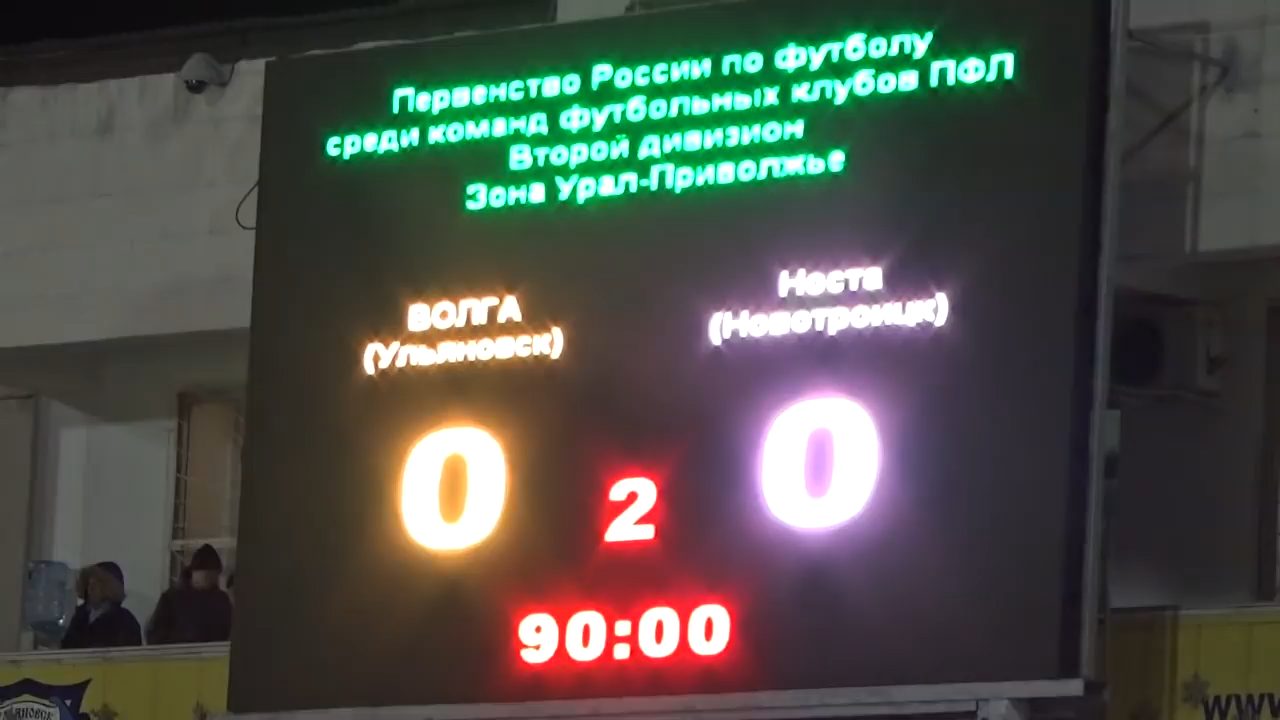 Первенство России по футболу
среди команд футбольных клубов ПФЛ
Второй дивизион
Зона Урал-Приволжье
ВОЛГА
(Ульяновск)
Носта
(Новотроицк)
0
2
0
90:00
www